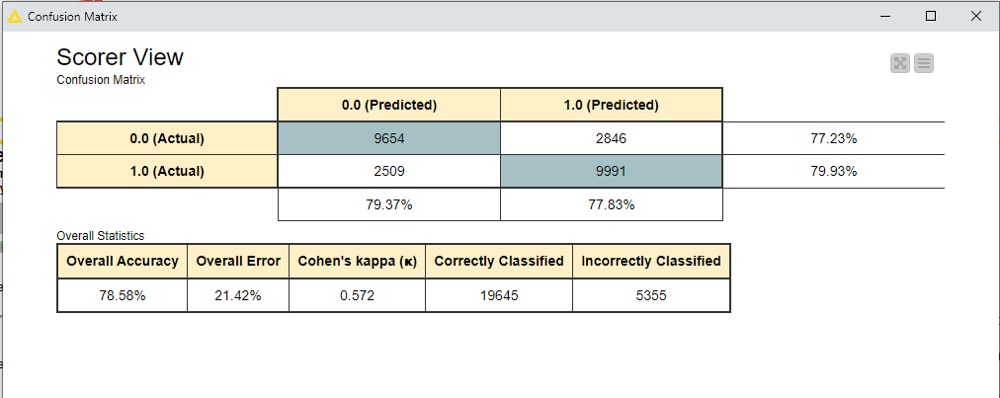 Confusion Matrix
Scorer View
Confusion Matrix
0.0 (Predicted) 1.0 (Predicted)
0.0 (Actual) 9654 2846 77.23%
1.0 (Actual) 2509 9991 79.93%
79.37% 77.83%
Overall Statistics
Overall Accuracy Overall Error Cohen's kappa (κ) Correctly Classified Incorrectly Classified
78.58% 21.42% 0.572 19645 5355